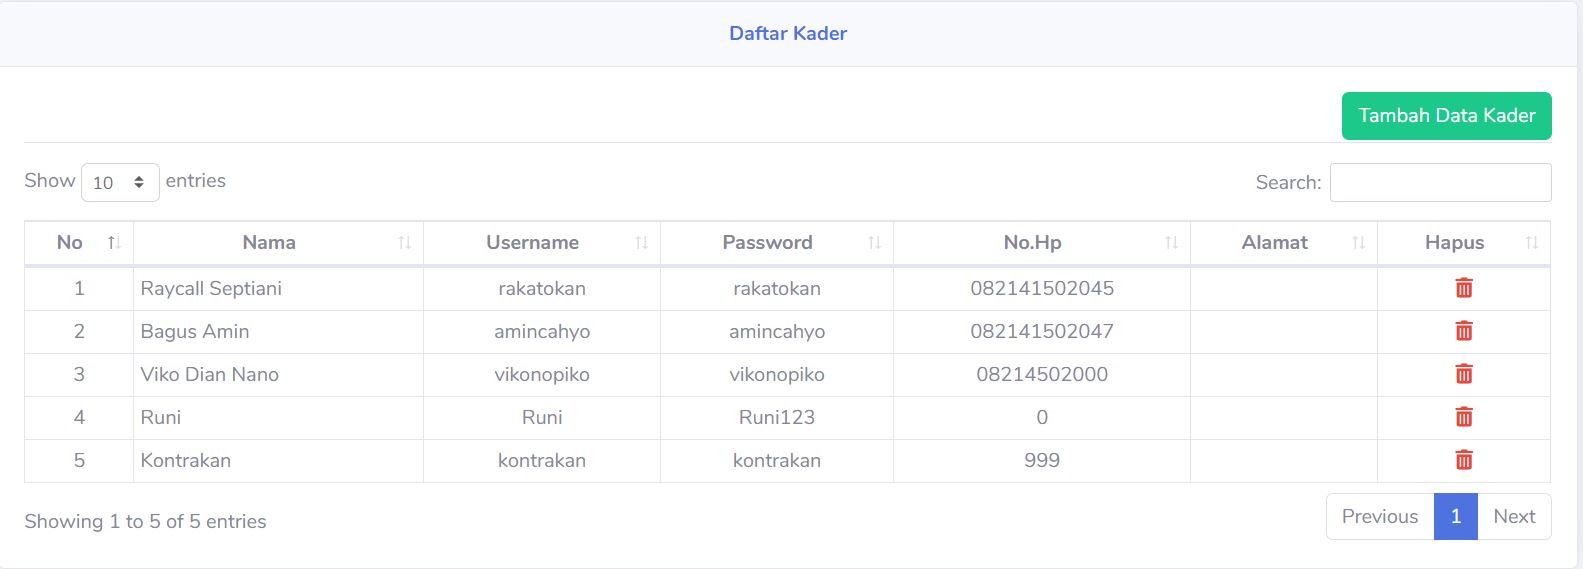 Daftar Kader
Tambah Data Kader
Show 10 entries Search:
No Nama Username Password No.Hp Alamat Hapus
1 Raycall Septiani rakatokan rakatokan 082141502045
2 Bagus Amin amincahyo amincahyo 082141502047
3 Viko Dian Nano vikonopiko vikonopiko 08214502000
4 Runi Runi Runi123 0
5 Kontrakan kontrakan kontrakan 999
Showing 1 to 5 of 5 entries Previous 1 Next